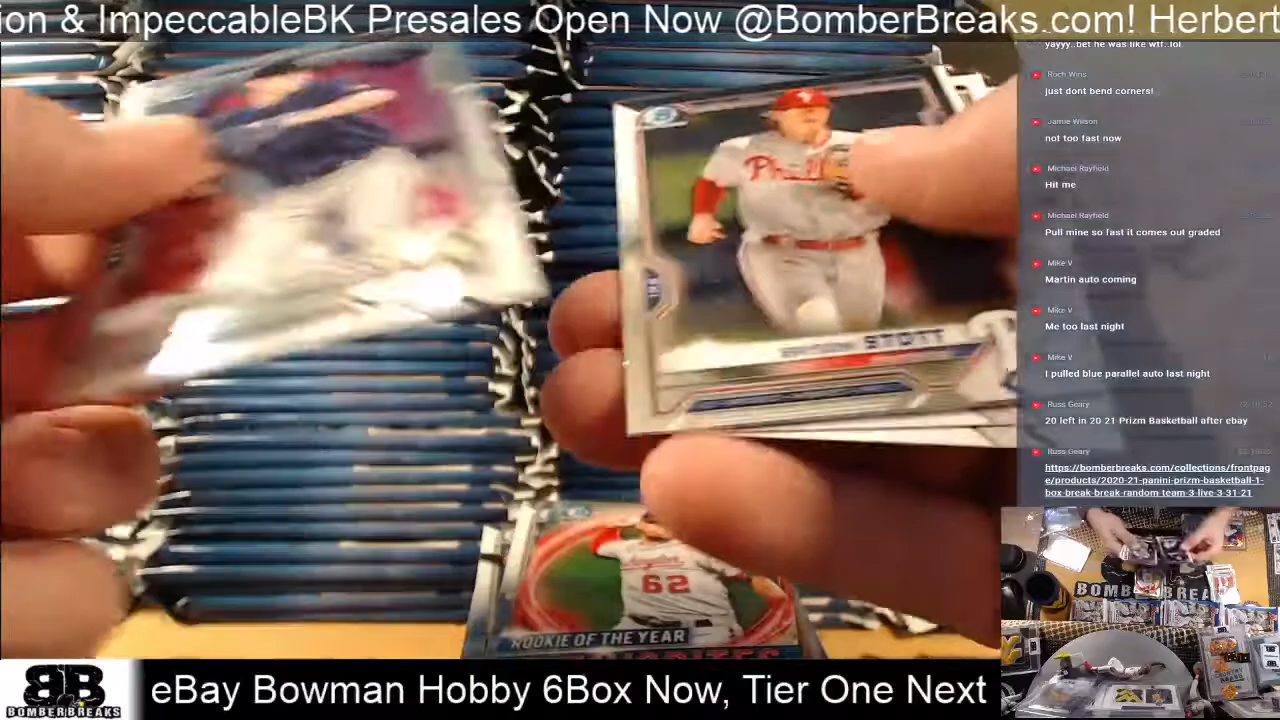 ion & ImpeccableBK Presales Open Now @BomberBreaks.com! Herbert
yayyy..bet he was like wtf..lol
Roch Wins
just dont bend corners!
Jamie Wilson
not too fast now
Michael Rayfield
Hit me
Michael Rayfield
Pull mine so fast it comes out graded
Mike V
Martin auto coming
Mike V
Me too last night
Mike V
I pulled blue parallel auto last night
Russ Geary
20 left in 20 21 Prizm Basketball after ebay
Russ Geary
https://bomberbreaks.com/collections/frontpag
e/products/2020-21-panini-prizm-basketball-1-
box-break-break-random-team-3-live-3-31-21
Phill
STOTT
62
ROOKIE OF THE YEAR
BOMBER BREA
BB
BOMBERBREAKS
eBay Bowman Hobby 6Box Now, Tier One Next